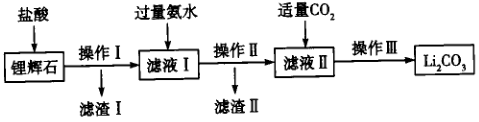 盐酸 过量氨水 适量CO₂
操作Ⅰ 操作Ⅱ 操作Ⅲ
锂辉石 滤液Ⅰ 滤液Ⅱ Li₂CO₃
滤渣Ⅰ 滤渣Ⅱ